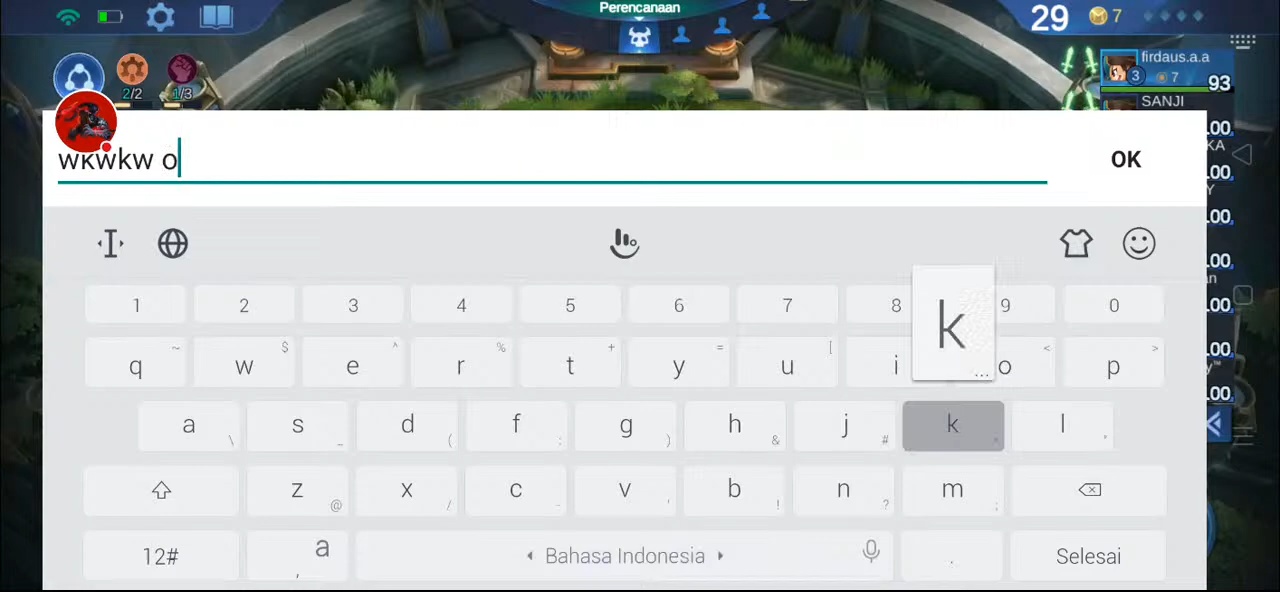 Perencanaan
29 7
2/2 1/3
firdaus.a.a
3 7 93
SANJI
wkwkw o
OK
1 2 3 4 5 6 7 8 9 0
q ~ w $ e ^ r % t + y = u [ i o < p >
k ...
a \ s _ d ( f : g ) h & j # k * l
z @ x / c - v ' b ! n ? m ;
12# a , Bahasa Indonesia . Selesai